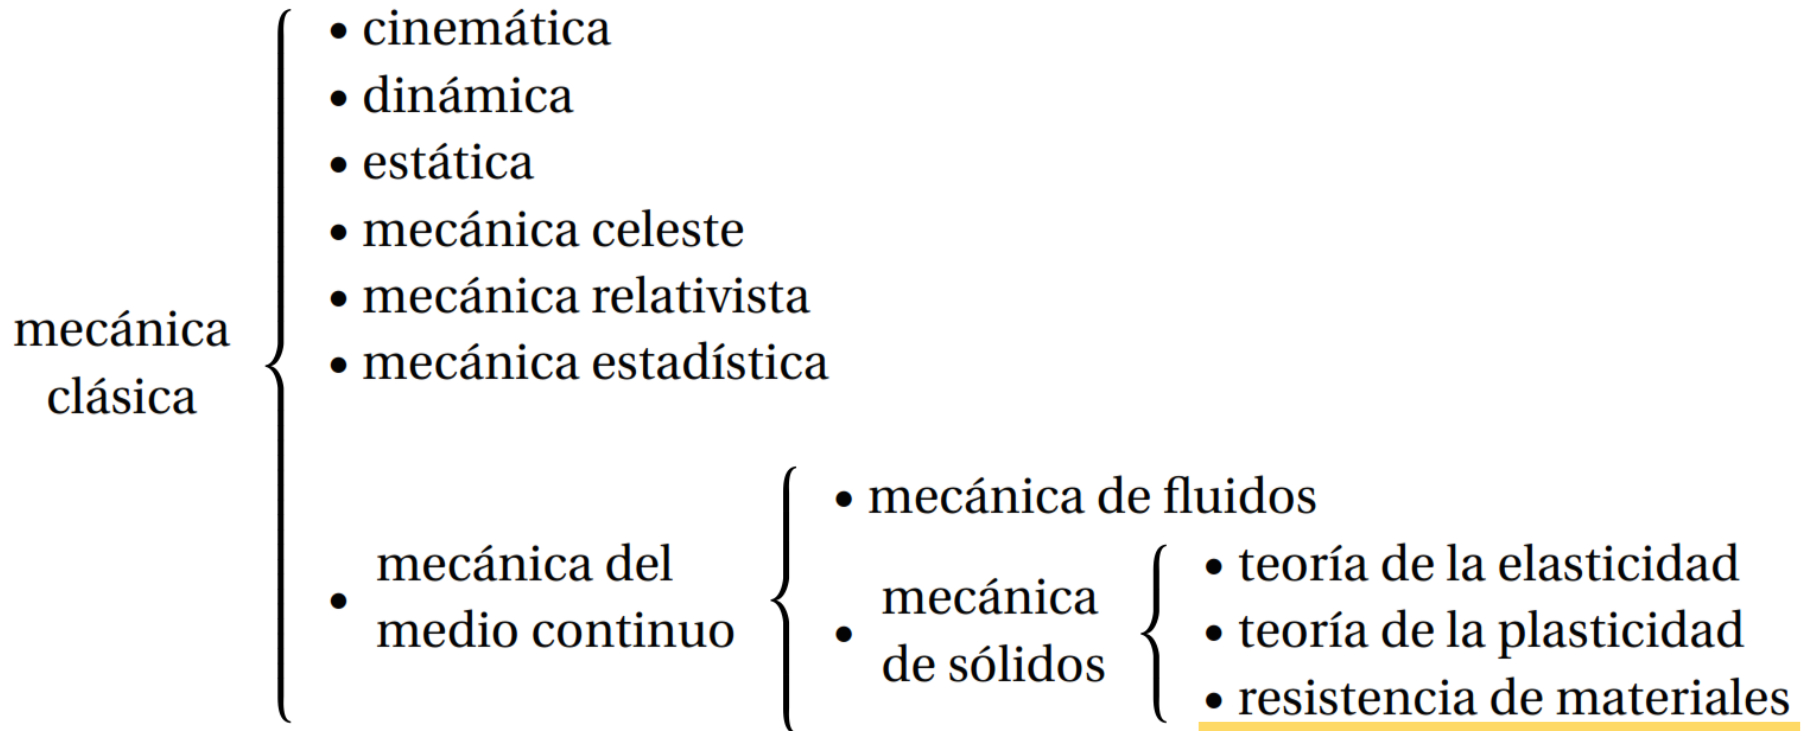 mecánica
clásica
• cinemática
• dinámica
• estática
• mecánica celeste
• mecánica relativista
• mecánica estadística
• mecánica del
medio continuo
• mecánica de fluidos
• mecánica
de sólidos
• teoría de la elasticidad
• teoría de la plasticidad
• resistencia de materiales